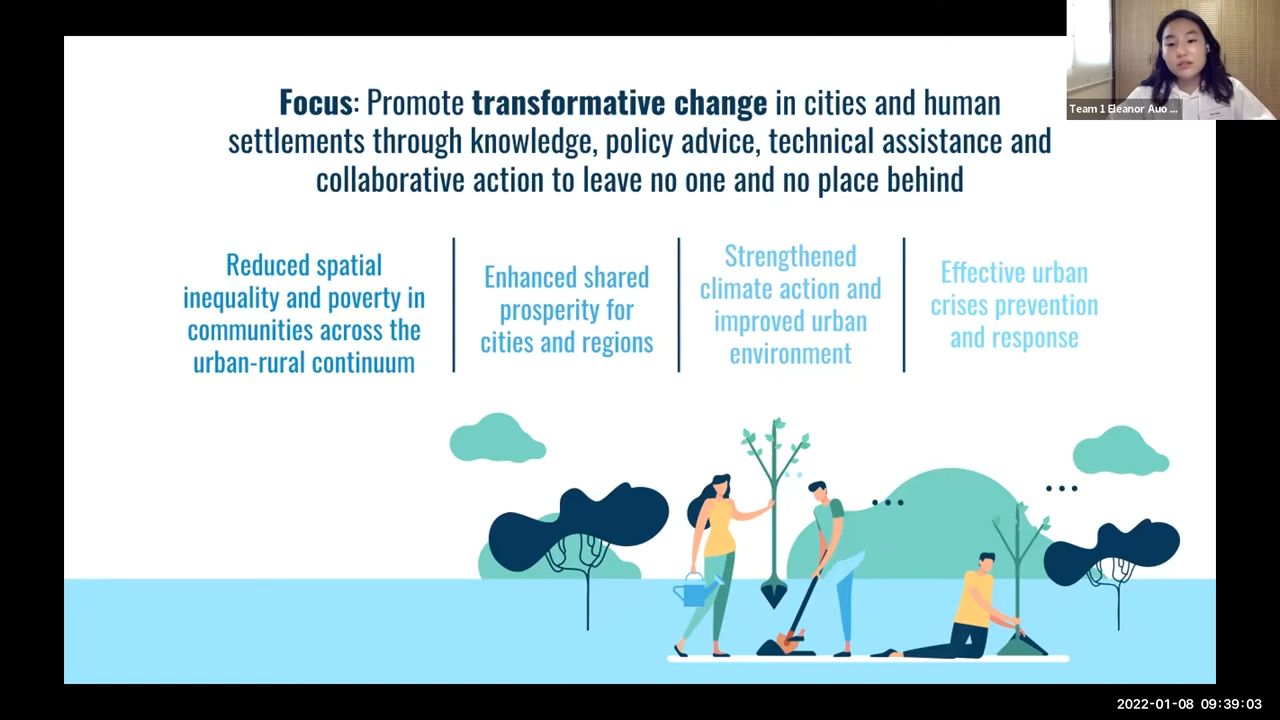 Focus: Promote transformative change in cities and human
settlements through knowledge, policy advice, technical assistance and
collaborative action to leave no one and no place behind
Reduced spatial
inequality and poverty in
communities across the
urban-rural continuum
Enhanced shared
prosperity for
cities and regions
Strengthened
climate action and
improved urban
environment
Effective urban
crises prevention
and response
Team 1 Eleanor Auo ...
2022-01-08 09:39:03